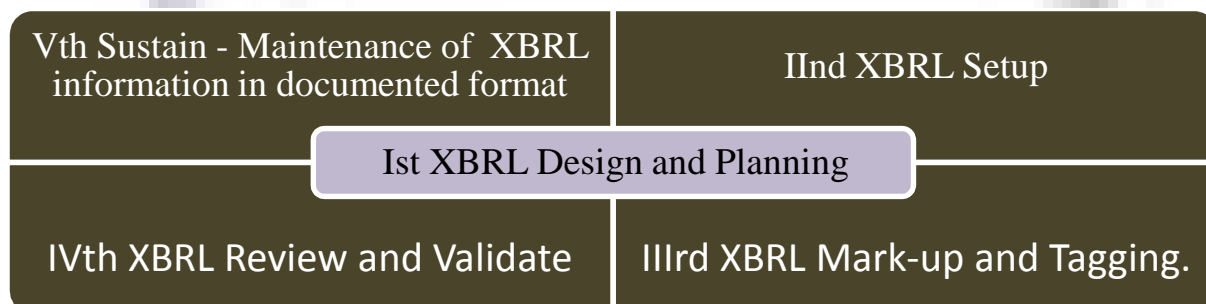 Vth Sustain - Maintenance of XBRL
information in documented format
IInd XBRL Setup
Ist XBRL Design and Planning
IVth XBRL Review and Validate
IIIrd XBRL Mark-up and Tagging.